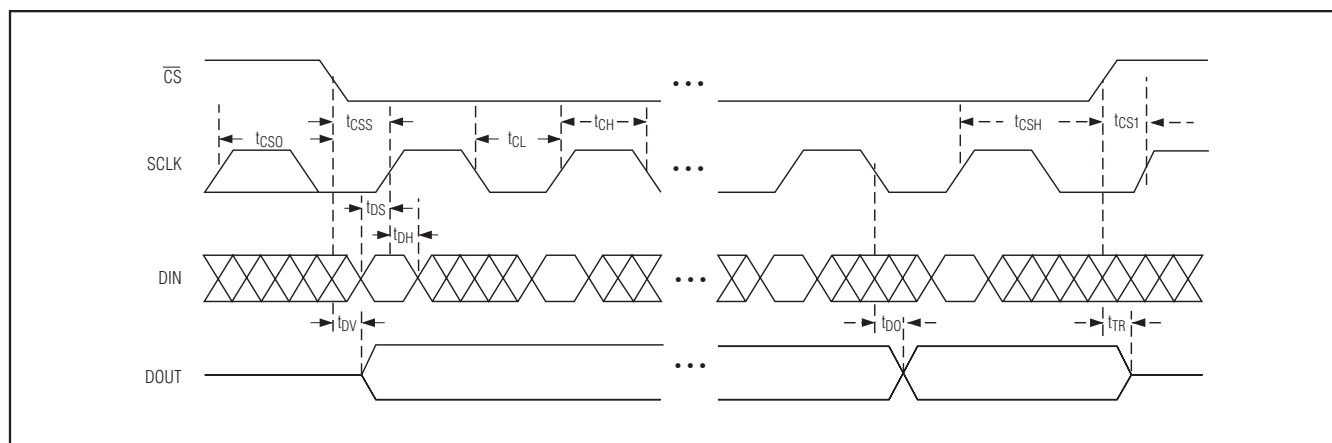 CS
...
tCSS
tCH
tCSH
tCS1
tCSO
tCL
SCLK
...
tDS
tDH
DIN
...
tDV
tDO
tTR
DOUT
...